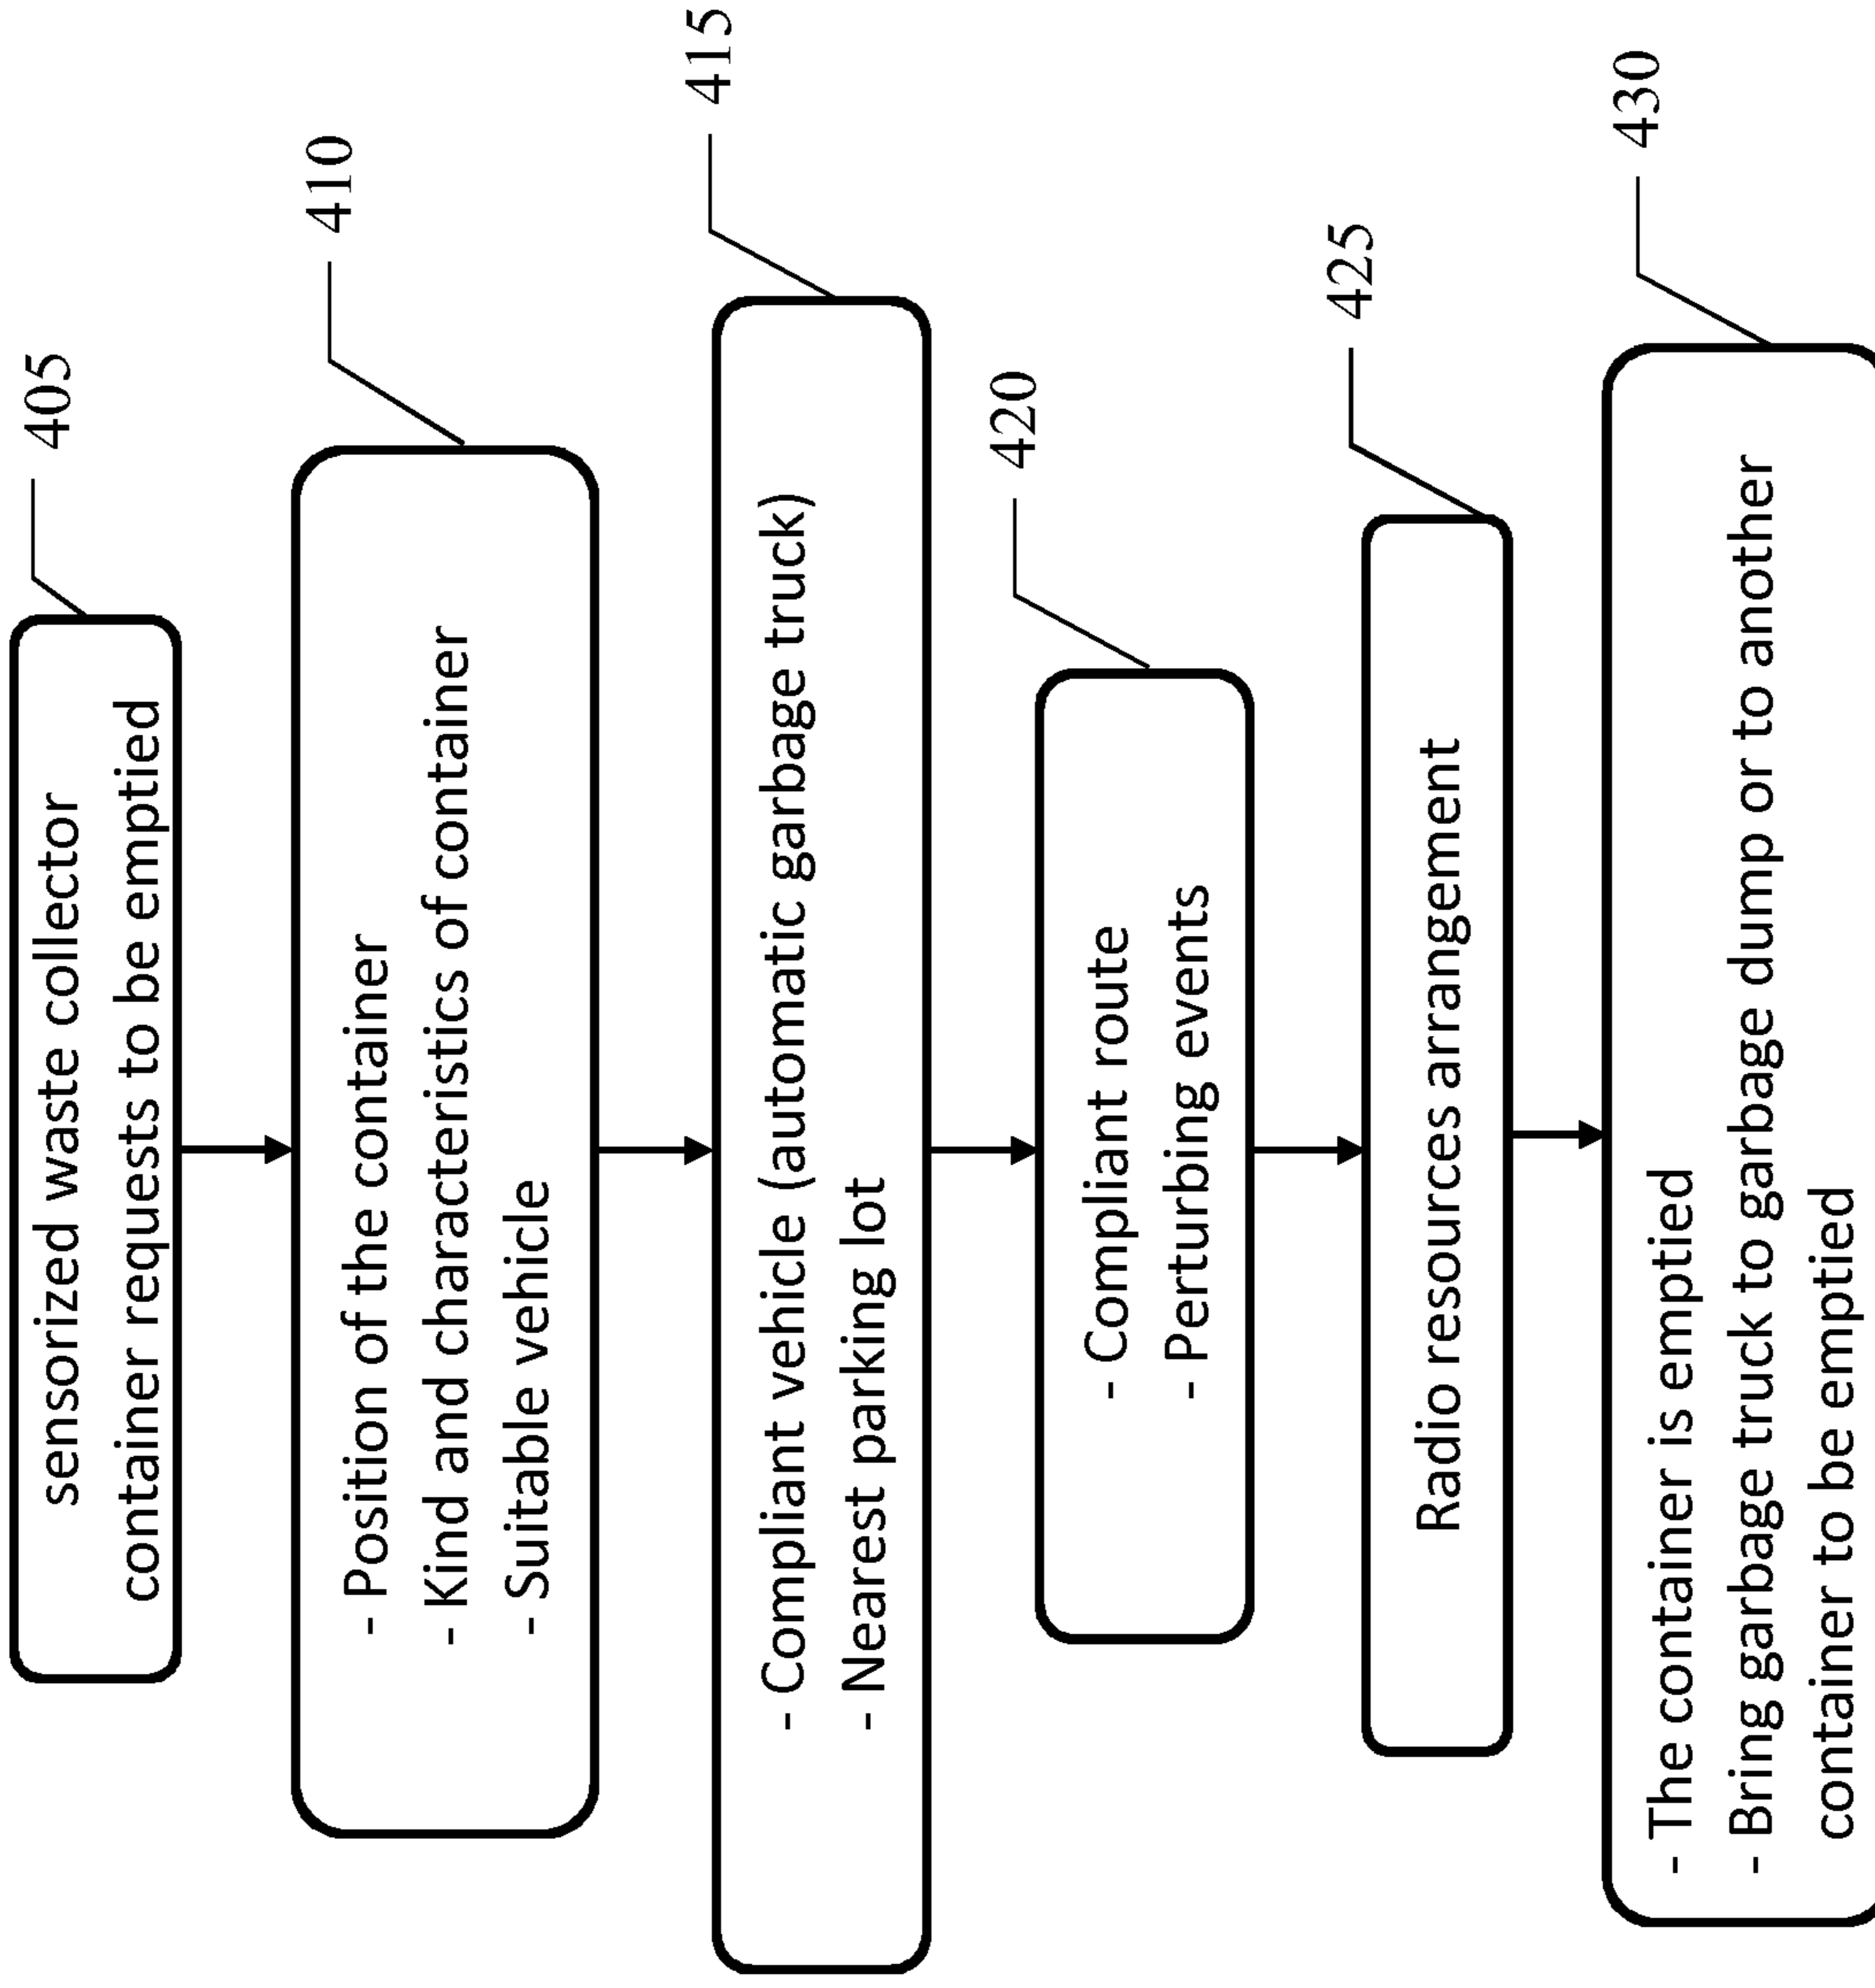 405
sensorized waste collector
container requests to be emptied
410
- Position of the container
- Kind and characteristics of container
- Suitable vehicle
415
- Compliant vehicle (automatic garbage truck)
- Nearest parking lot
420
- Compliant route
- Perturbing events
425
Radio resources arrangement
430
- The container is emptied
- Bring garbage truck to garbage dump or to another
container to be emptied